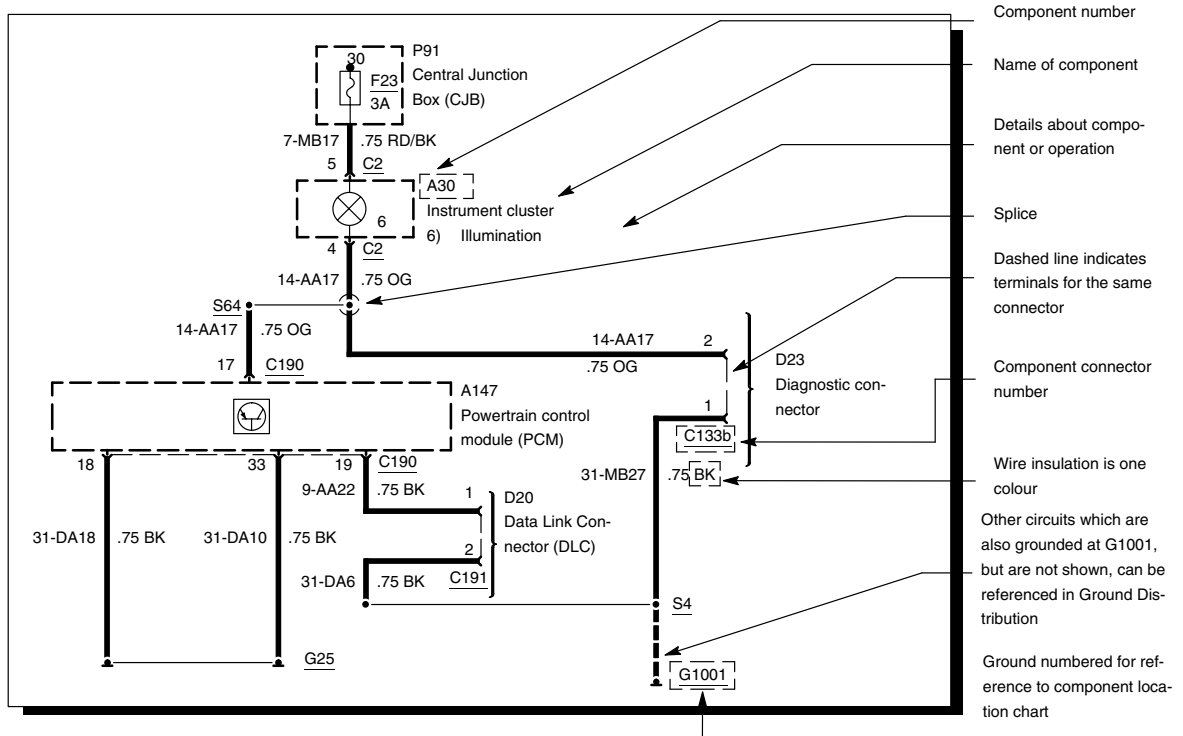 Component number
P91
30
Central Junction
F23
Box (CJB)
3A
Name of component
Details about compo-
nent or operation
7-MB17 .75 RD/BK
5 C2
A30
Instrument cluster
6
6) Illumination
4 C2
Splice
14-AA17 .75 OG
Dashed line indicates
terminals for the same
connector
S64
14-AA17 .75 OG
14-AA17 2
.75 OG
D23
Diagnostic con-
nector
17 C190
Component connector
number
A147
Powertrain control
module (PCM)
1
C133b
18 33 19 C190
31-MB27 .75 BK
Wire insulation is one
colour
9-AA22 .75 BK 1
D20
Data Link Con-
nector (DLC)
31-DA18 .75 BK 31-DA10 .75 BK
2
31-DA6 .75 BK C191
Other circuits which are
also grounded at G1001,
but are not shown, can be
referenced in Ground Dis-
tribution
S4
G25
G1001
Ground numbered for ref-
erence to component loca-
tion chart